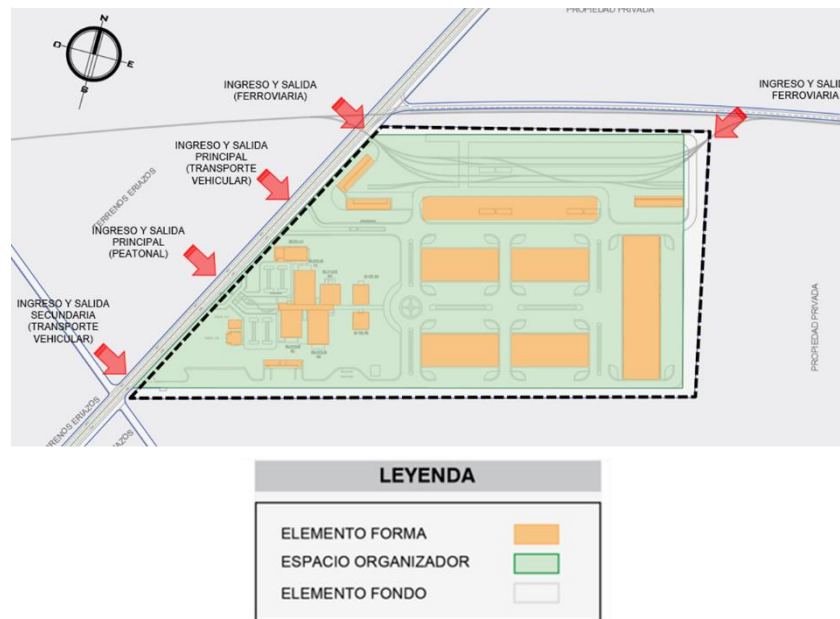 PROPIEDAD PRIVADA
N
O
E
S
INGRESO Y SALIDA
(FERROVIARIA)
INGRESO Y SALID
FERROVIARIA
INGRESO Y SALIDA
PRINCIPAL
(TRANSPORTE
VEHICULAR)
TERRENOS ERIAZOS
INGRESO Y SALIDA
PRINCIPAL
(PEATONAL)
INGRESO Y SALIDA
SECUNDARIA
(TRANSPORTE
VEHICULAR)
PROPIEDAD PRIVADA
TERRENOS ERIAZOS
LEYENDA
ELEMENTO FORMA
ESPACIO ORGANIZADOR
ELEMENTO FONDO